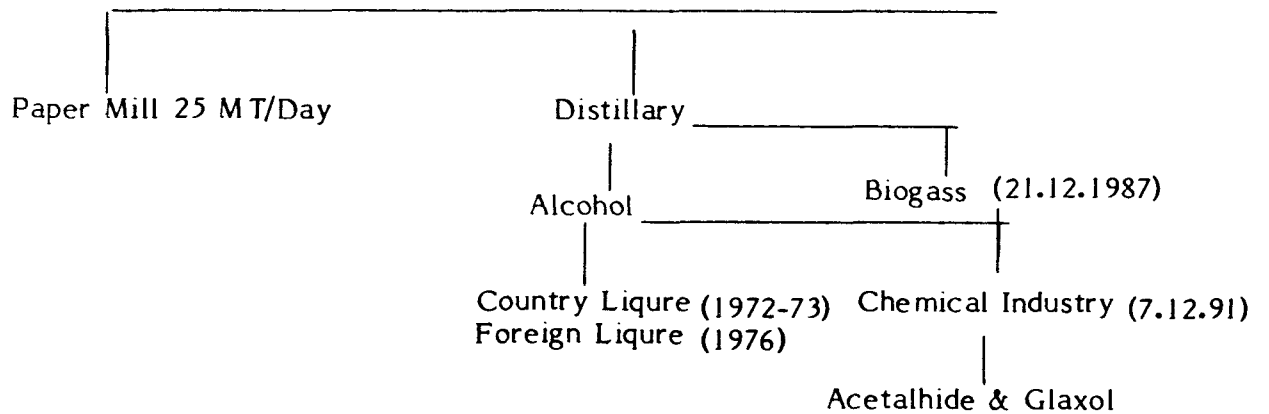 Paper Mill 25 MT/Day
Distillary
Biogass (21.12.1987)
Alcohol
Country Liqure (1972-73)
Foreign Liqure (1976)
Chemical Industry (7.12.91)
Acetalhide & Glaxol